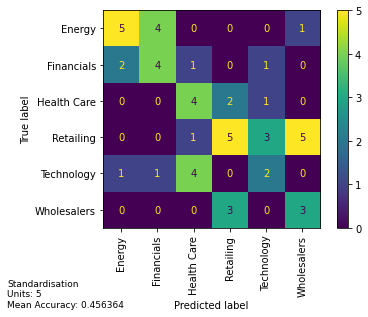 Energy 5 4 0 0 0 1
Financials 2 4 1 0 1 0
Health Care 0 0 4 2 1 0
Retailing 0 0 1 5 3 5
Technology 1 1 4 0 2 0
Wholesalers 0 0 0 3 0 3
True label
Energy
Financials
Health Care
Retailing
Technology
Wholesalers
Predicted label
5
4
3
2
1
0
Standardisation
Units: 5
Mean Accuracy: 0.456364